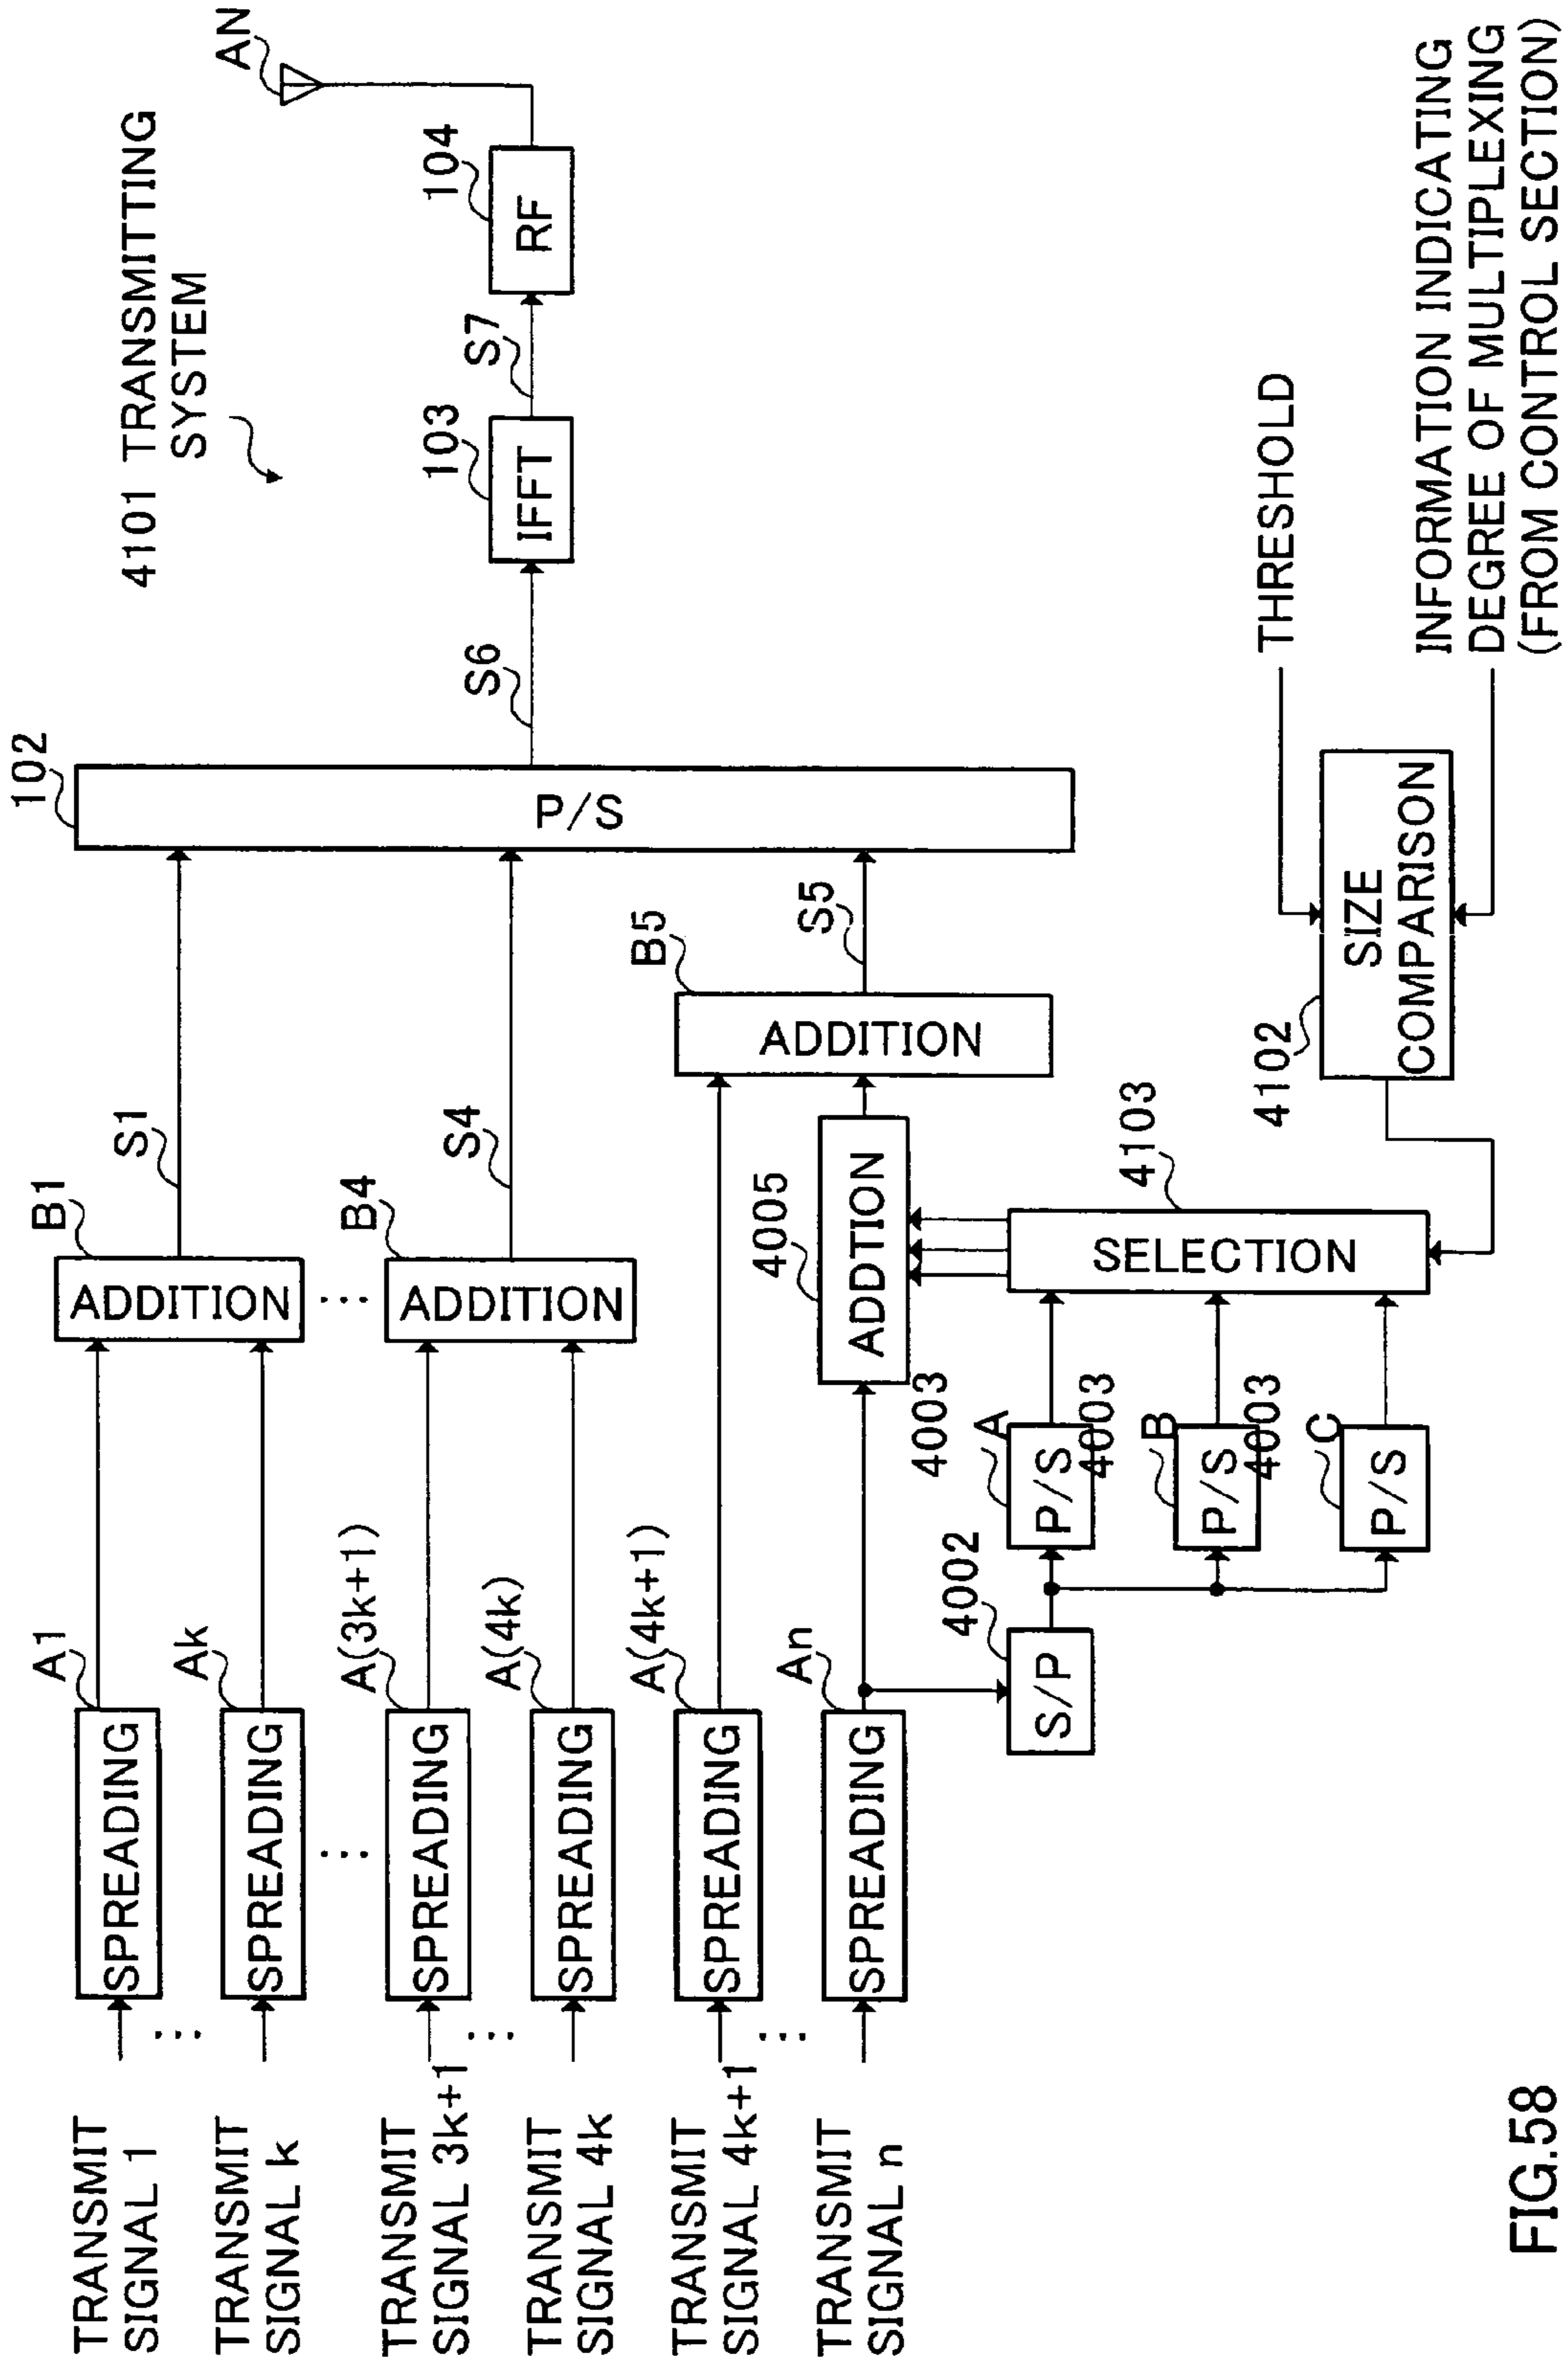 4101 TRANSMITTING
SYSTEM
AN
102
P/S
S6
103
IFFT
S7
104
RF
TRANSMIT
SIGNAL 1
SPREADING
A1
B1
ADDITION
S1
...
TRANSMIT
SIGNAL k
SPREADING
Ak
...
...
TRANSMIT
SIGNAL 3k+1
SPREADING
A(3k+1)
B4
ADDITION
S4
...
TRANSMIT
SIGNAL 4k
SPREADING
A(4k)
TRANSMIT
SIGNAL 4k+1
SPREADING
A(4k+1)
B5
ADDITION
S5
...
TRANSMIT
SIGNAL n
SPREADING
An
4005
ADDTION
4002
S/P
4003
A
P/S
4003
B
P/S
4003
C
P/S
4103
SELECTION
4102
SIZE
COMPARISON
THRESHOLD
INFORMATION INDICATING
DEGREE OF MULTIPLEXING
(FROM CONTROL SECTION)
FIG.58